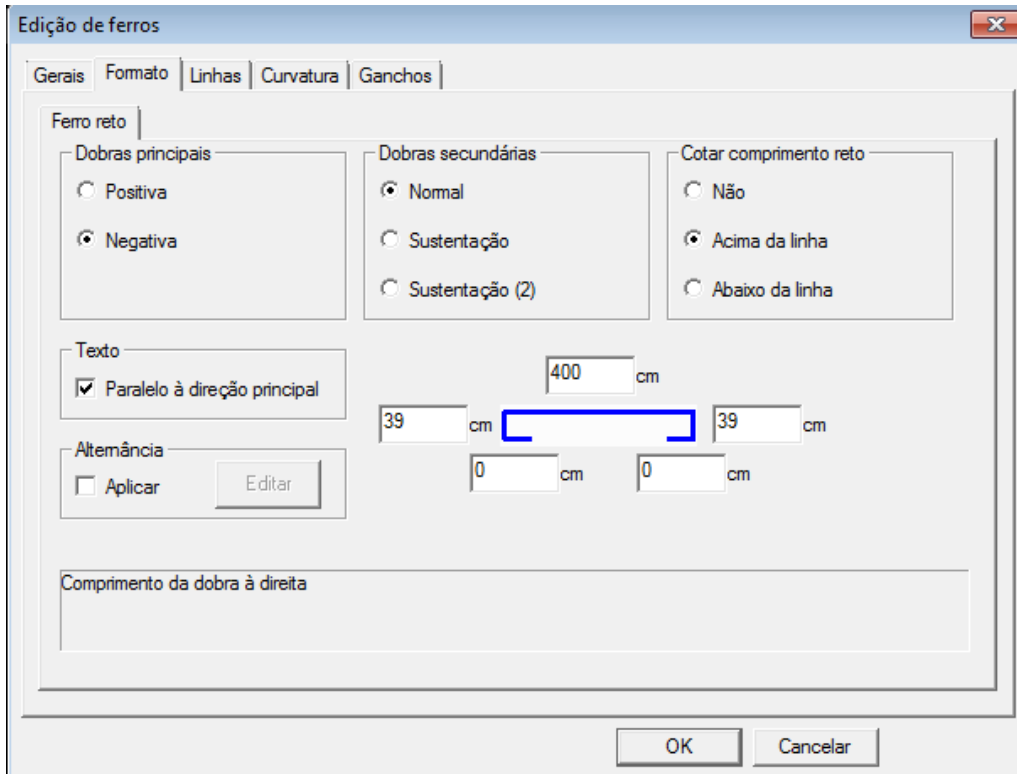 Edição de ferros
Gerais Formato Linhas Curvatura Ganchos
Ferro reto
Dobras principais
Positiva
Negativa
Dobras secundárias
Normal
Sustentação
Sustentação (2)
Cotar comprimento reto
Não
Acima da linha
Abaixo da linha
Texto
Paralelo à direção principal
Alternância
Aplicar Editar
400 cm
39 cm 39 cm
0 cm 0 cm
Comprimento da dobra à direita
OK Cancelar